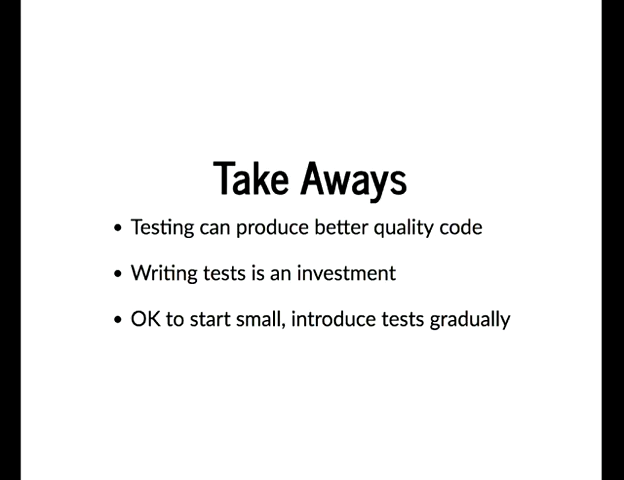 Take Aways
• Testing can produce better quality code
• Writing tests is an investment
• OK to start small, introduce tests gradually